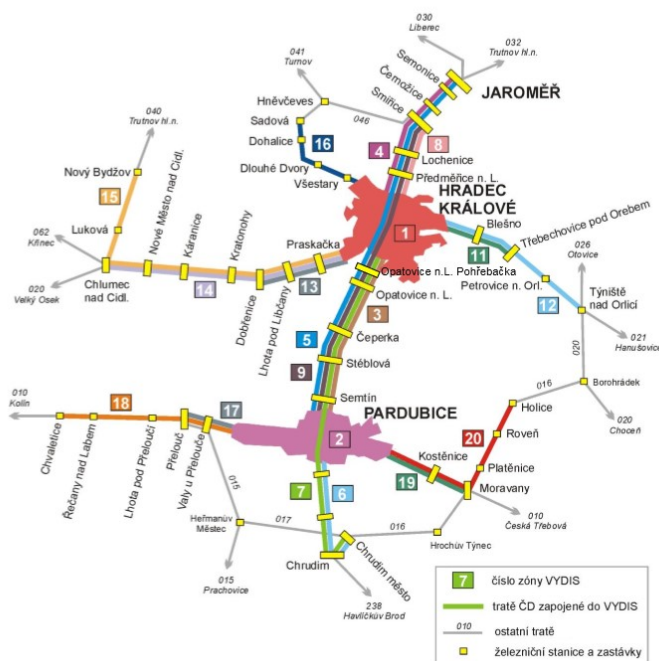 030
Liberec
032
Trutnov hl.n.
041
Turnov
Semonice
Černožice
Smiřice
JAROMĚŘ
Hněvčeves
040
Trutnov hl.n.
Sadová
046
Dohalice
16
4
8
Lochenice
Dlouhé Dvory
Předměřice n. L.
Všestary
HRADEC
KRÁLOVÉ
Nový Bydžov
15
Nové Město nad Cidl.
Káranice
Kratonohy
Praskačka
1
Blešno
Třebechovice pod Orebem
Luková
062
Křinec
11
026
Otovice
Opatovice n.L. Pohřebačka
Petrovice n. Orl.
Chlumec
nad Cidl.
14
13
Opatovice n. L.
020
Velký Osek
Dobřenice
Lhota pod Libčany
3
12
Týniště
nad Orlicí
5
Čeperka
021
Hanušovice
020
9
Stéblová
016
Borohrádek
Semtín
Holice
010
Kolín
18
17
PARDUBICE
020
Choceň
2
20
Roveň
Chvaletice
Řečany nad Labem
Lhota pod Přeloučí
Přelouč
Valy u Přelouče
Kostěnice
Platěnice
19
Moravany
7
6
015
010
Česká Třebová
Heřmanův
Městec
017
016
Hrochův Týnec
Chrudim
Chrudim město
015
Prachovice
238
Havlíčkův Brod
7
číslo zóny VYDIS
tratě ČD zapojené do VYDIS
010
ostatní tratě
železniční stanice a zastávky